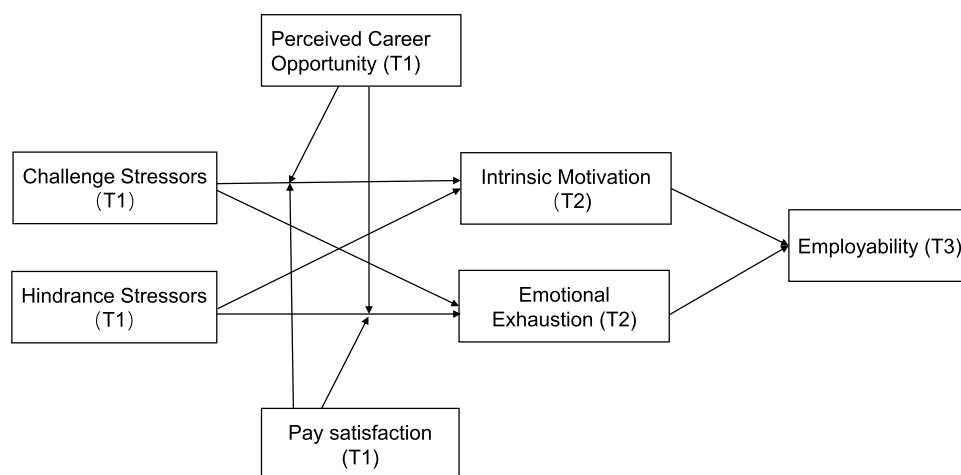 Perceived Career
Opportunity (T1)
Challenge Stressors
（T1）
Intrinsic Motivation
（T2）
Employability (T3)
Hindrance Stressors
（T1）
Emotional
Exhaustion (T2)
Pay satisfaction
(T1)